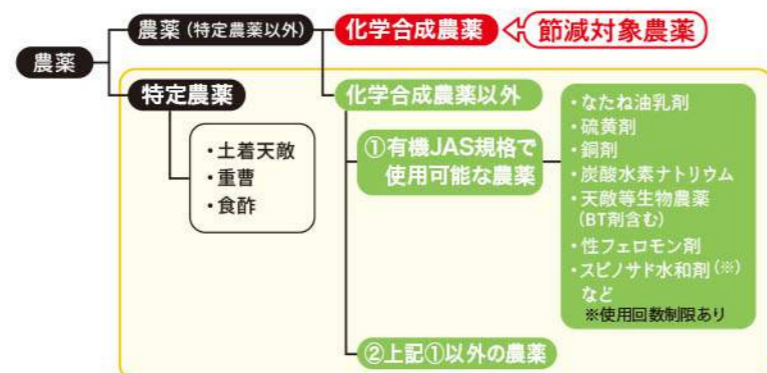 農薬
農薬(特定農薬以外)
化学合成農薬
節減対象農薬
特定農薬
・土着天敵
・重曹
・食酢
化学合成農薬以外
①有機JAS規格で
使用可能な農薬
・なたね油乳剤
・硫黄剤
・銅剤
・炭酸水素ナトリウム
・天敵等生物農薬
(BT剤含む)
・性フェロモン剤
・スピノサド水和剤(※)
など
※使用回数制限あり
②上記①以外の農薬